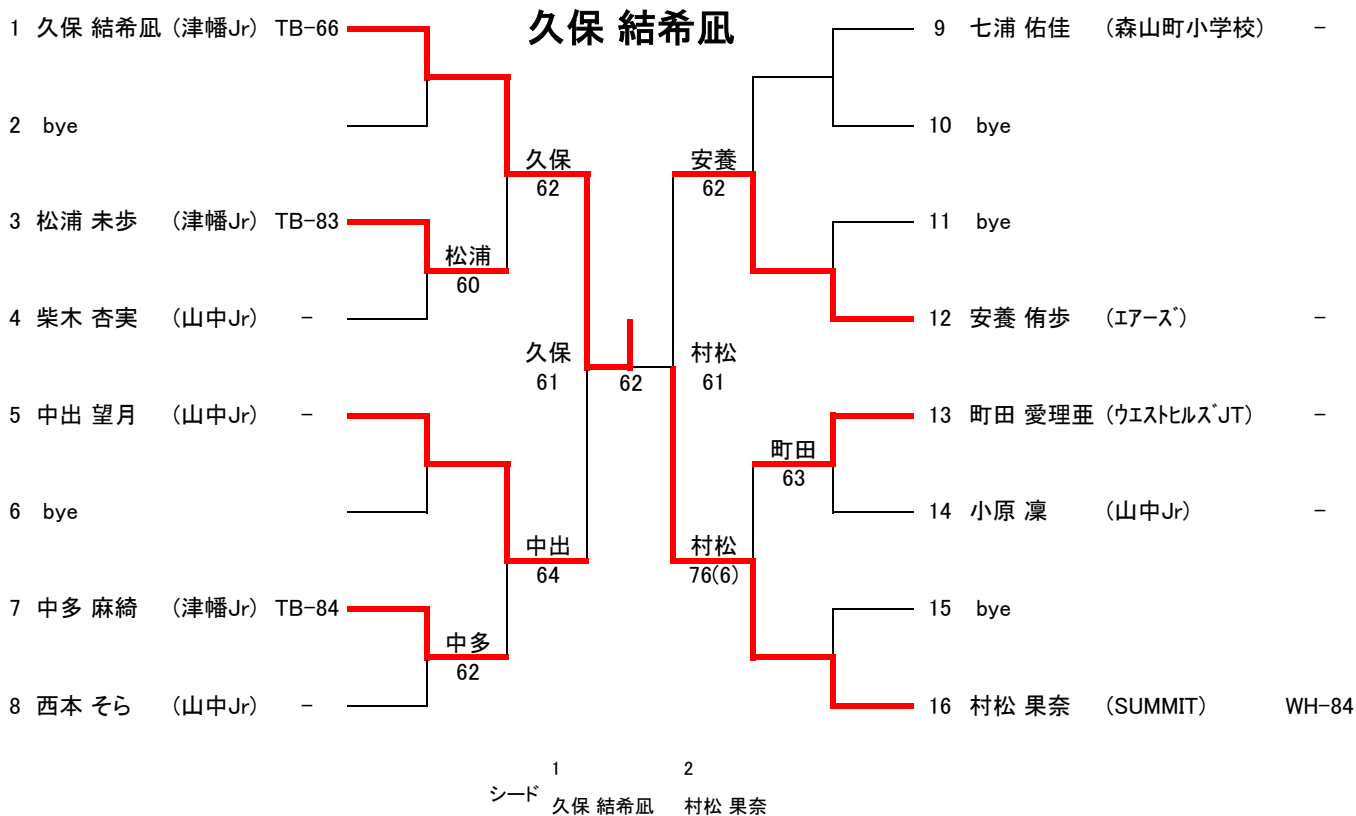 久保 結希凪
1 久保 結希凪 (津幡Jr) TB-66
2 bye
3 松浦 未歩 (津幡Jr) TB-83
4 柴木 杏実 (山中Jr) -
5 中出 望月 (山中Jr) -
6 bye
7 中多 麻綺 (津幡Jr) TB-84
8 西本 そら (山中Jr) -
松浦
60
中多
62
久保
62
中出
64
久保
61
62
村松
61
安養
62
村松
76(6)
町田
63
9 七浦 佑佳 (森山町小学校) -
10 bye
11 bye
12 安養 侑歩 (エアーズ) -
13 町田 愛理亜 (ウエストヒルズJT) -
14 小原 凜 (山中Jr) -
15 bye
16 村松 果奈 (SUMMIT) WH-84
1 2
シード 久保 結希凪 村松 果奈